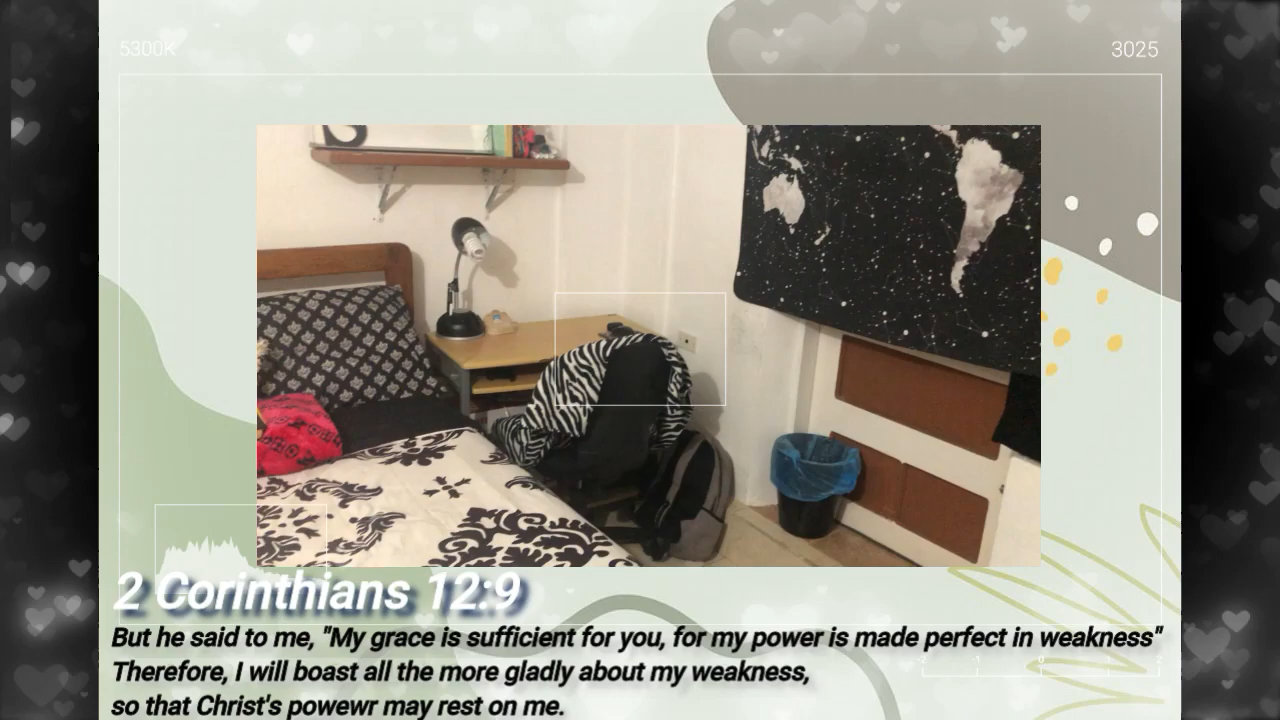 5300K
3025
2 Corinthians 12:9
But he said to me, "My grace is sufficient for you, for my power is made perfect in weakness"
Therefore, I will boast all the more gladly about my weakness,
so that Christ's powewr may rest on me.